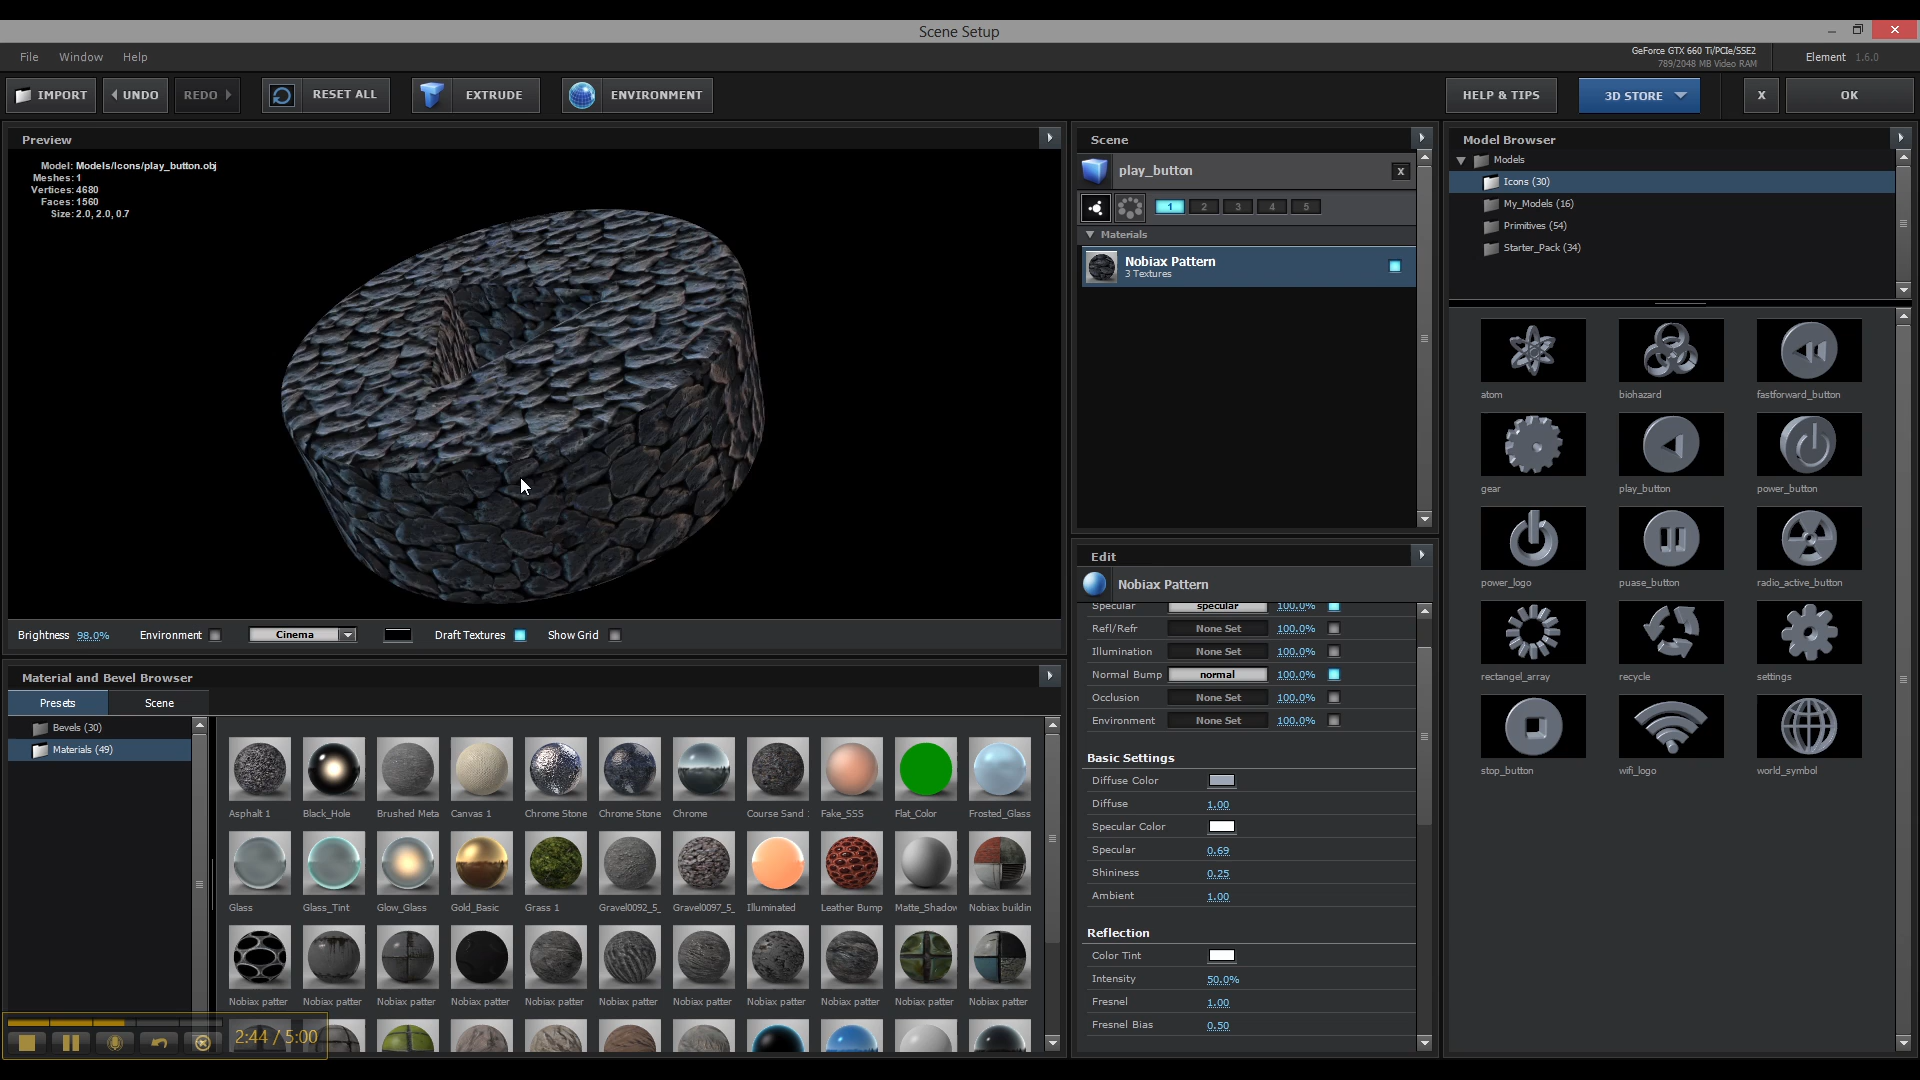 Scene Setup
File Window Help
GeForce GTX 660 Ti/PCIe/SSE2
789/2048 MB Video RAM
Element 1.6.0
IMPORT UNDO REDO RESET ALL EXTRUDE ENVIRONMENT HELP & TIPS 3D STORE X OK
Preview
Model: Models/Icons/play_button.obj
Meshes: 1
Vertices: 4680
Faces: 1560
Size: 2.0, 2.0, 0.7
Brightness 98.0% Environment Cinema Draft Textures Show Grid
Scene
play_button x
1 2 3 4 5
Materials
Nobiax Pattern
3 Textures
Edit
Nobiax Pattern
Specular specular 100.0%
Refl/Refr None Set 100.0%
Illumination None Set 100.0%
Normal Bump normal 100.0%
Occlusion None Set 100.0%
Environment None Set 100.0%
Basic Settings
Diffuse Color
Diffuse 1.00
Specular Color
Specular 0.69
Shininess 0.25
Ambient 1.00
Reflection
Color Tint
Intensity 50.0%
Fresnel 1.00
Fresnel Bias 0.50
Model Browser
Models
Icons (30)
My_Models (16)
Primitives (54)
Starter_Pack (34)
atom biohazard fastforward_button
gear play_button power_button
power_logo puase_button radio_active_button
rectangel_array recycle settings
stop_button wifi_logo world_symbol
Material and Bevel Browser
Presets Scene
Bevels (30)
Materials (49)
Asphalt 1 Black_Hole Brushed Meta Canvas 1 Chrome Stone Chrome Stone Chrome Course Sand Fake_SSS Flat_Color Frosted_Glass
Glass Glass_Tint Glow_Glass Gold_Basic Grass 1 Gravel0092_5_ Gravel0097_5_ Illuminated Leather Bump Matte_Shadow Nobiax buildin
Nobiax patter Nobiax patter Nobiax patter Nobiax patter Nobiax patter Nobiax patter Nobiax patter Nobiax patter Nobiax patter Nobiax patter Nobiax patter
2:44 / 5:00